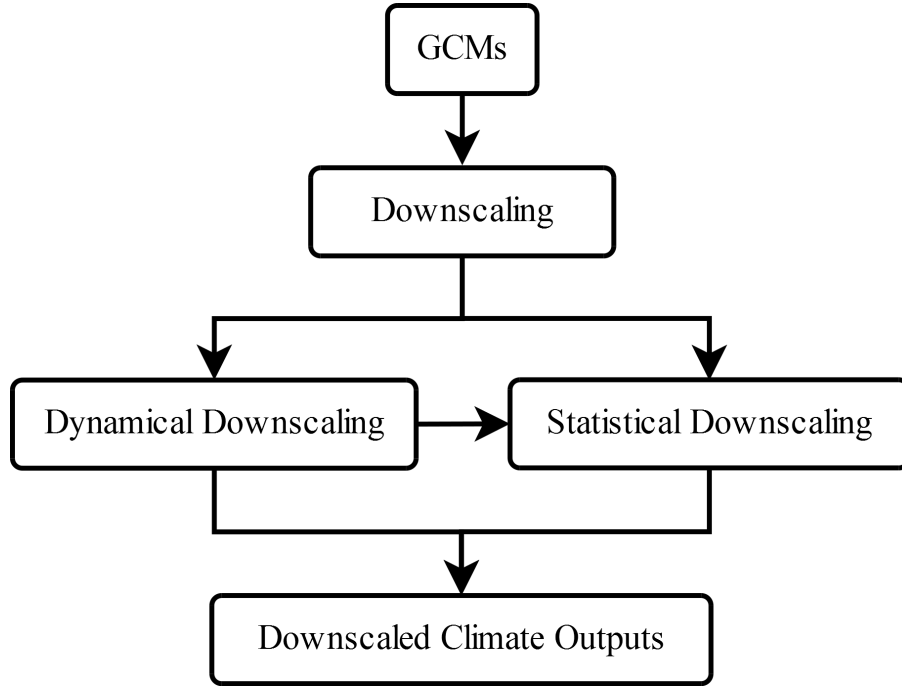 GCMs
Downscaling
Dynamical Downscaling
Statistical Downscaling
Downscaled Climate Outputs